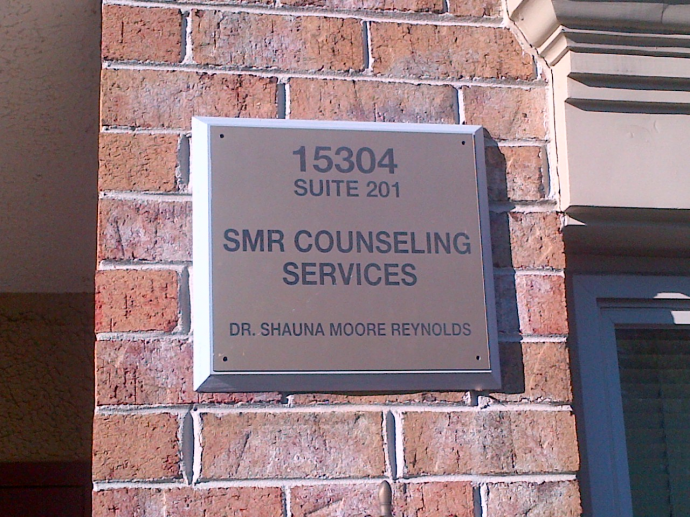 15304
SUITE 201
SMR COUNSELING
SERVICES
DR. SHAUNA MOORE REYNOLDS